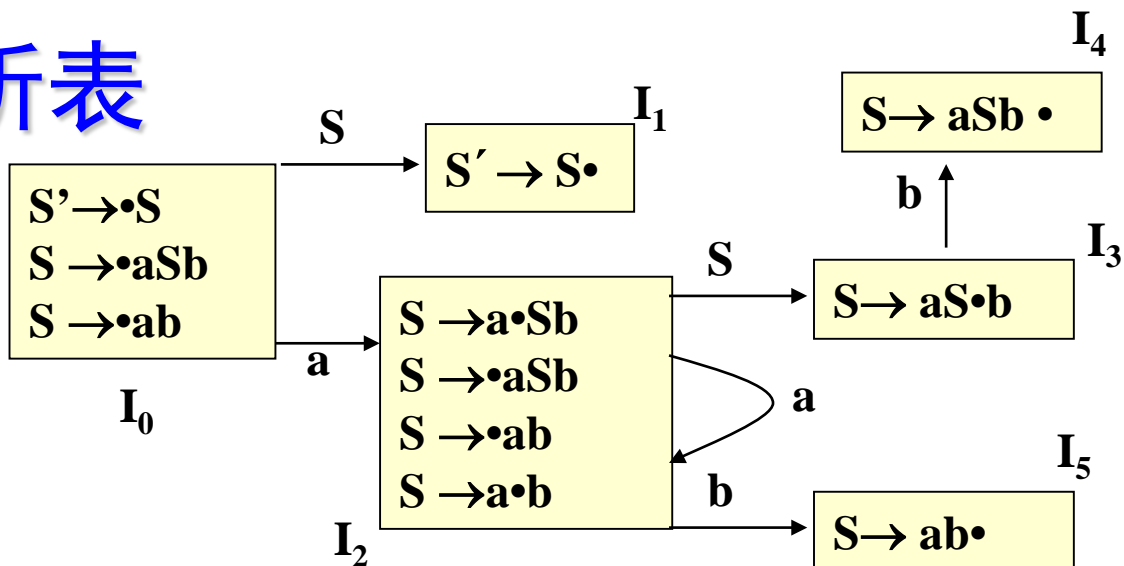 析表
S
I₁
I₄
S→ aSb •
S´ → S•
S’→•S
S →•aSb
S →•ab
b
S
I₃
S→ aS•b
a
S →a•Sb
S →•aSb
S →•ab
S →a•b
a
I₀
b
I₅
S→ ab•
I₂